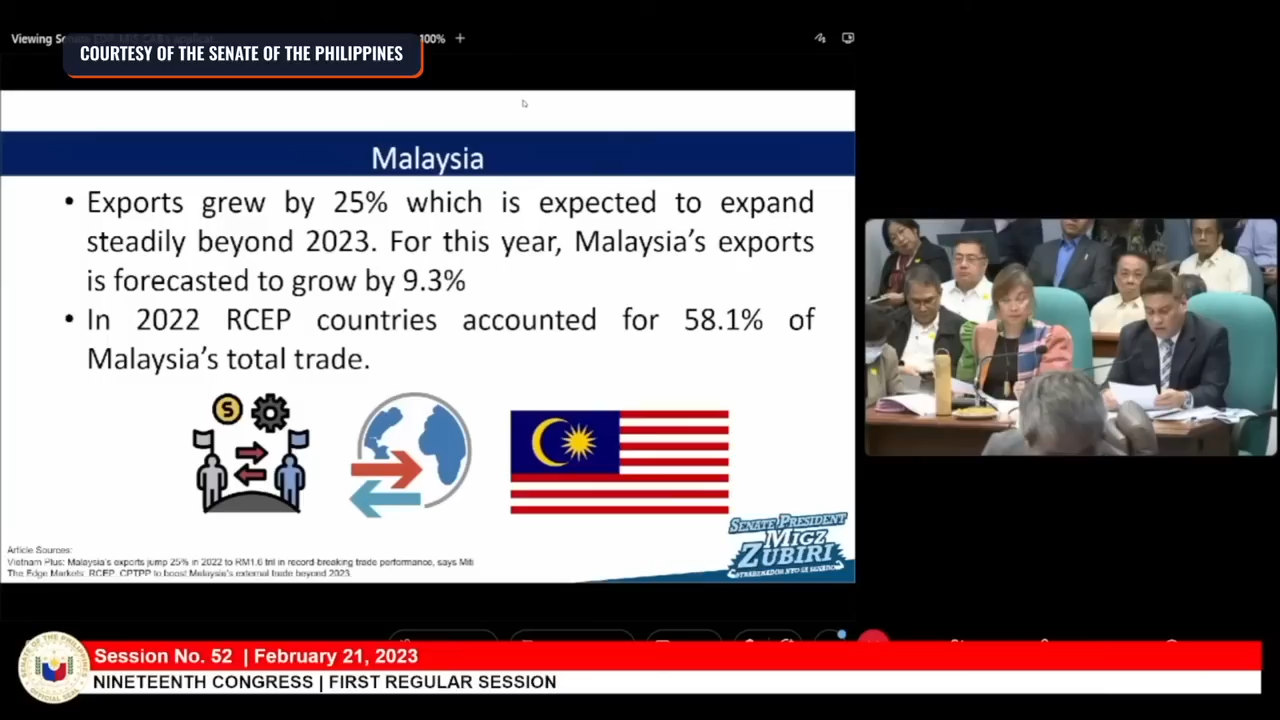 Viewing
100% +
COURTESY OF THE SENATE OF THE PHILIPPINES
Malaysia
• Exports grew by 25% which is expected to expand
steadily beyond 2023. For this year, Malaysia's exports
is forecasted to grow by 9.3%
• In 2022 RCEP countries accounted for 58.1% of
Malaysia's total trade.
SENATE PRESIDENT
MIGZ
ZUBIRI
Article Sources:
Vietnam Plus: Malaysia's exports jump 25% in 2022 to RM1.6 tril in record-breaking trade performance, says Miti
The Edge Markets: RCEP, CPTPP to boost Malaysia's external trade beyond 2023
Session No. 52 | February 21, 2023
NINETEENTH CONGRESS | FIRST REGULAR SESSION